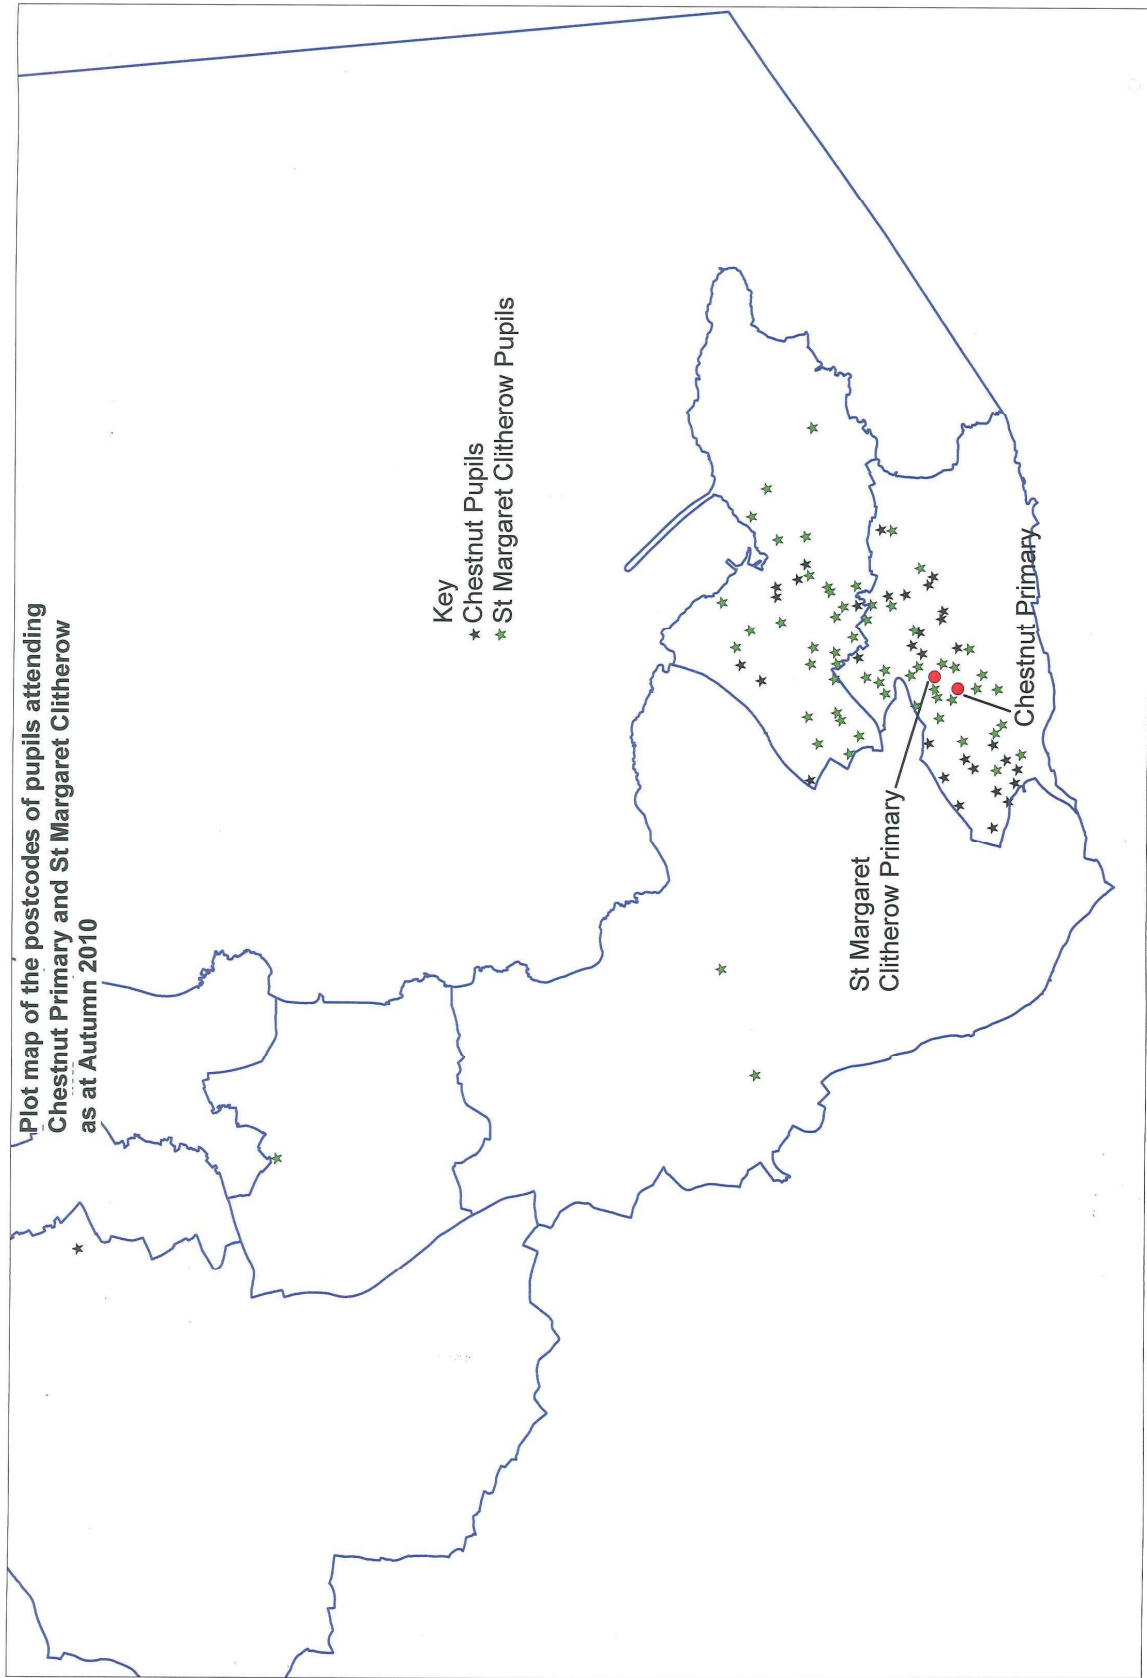 Plot map of the postcodes of pupils attending
Chestnut Primary and St Margaret Clitherow
as at Autumn 2010
Key
Chestnut Pupils
St Margaret Clitherow Pupils
St Margaret
Clitherow Primary
Chestnut Primary